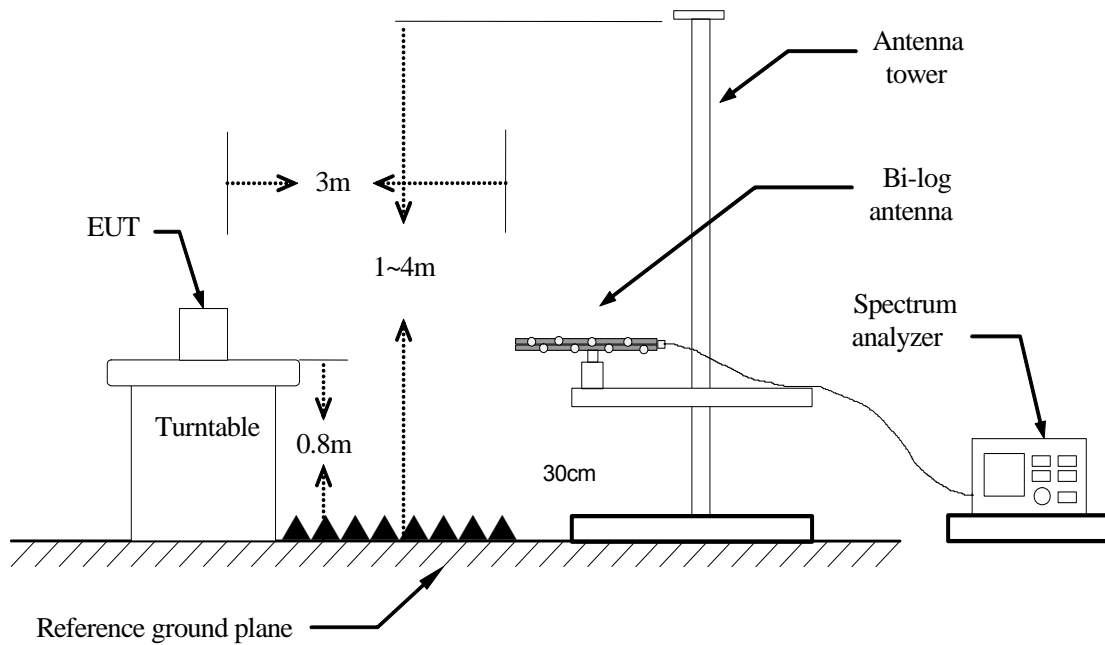 Antenna
tower
3m
Bi-log
antenna
EUT
1~4m
Spectrum
analyzer
Turntable
0.8m
30cm
Reference ground plane